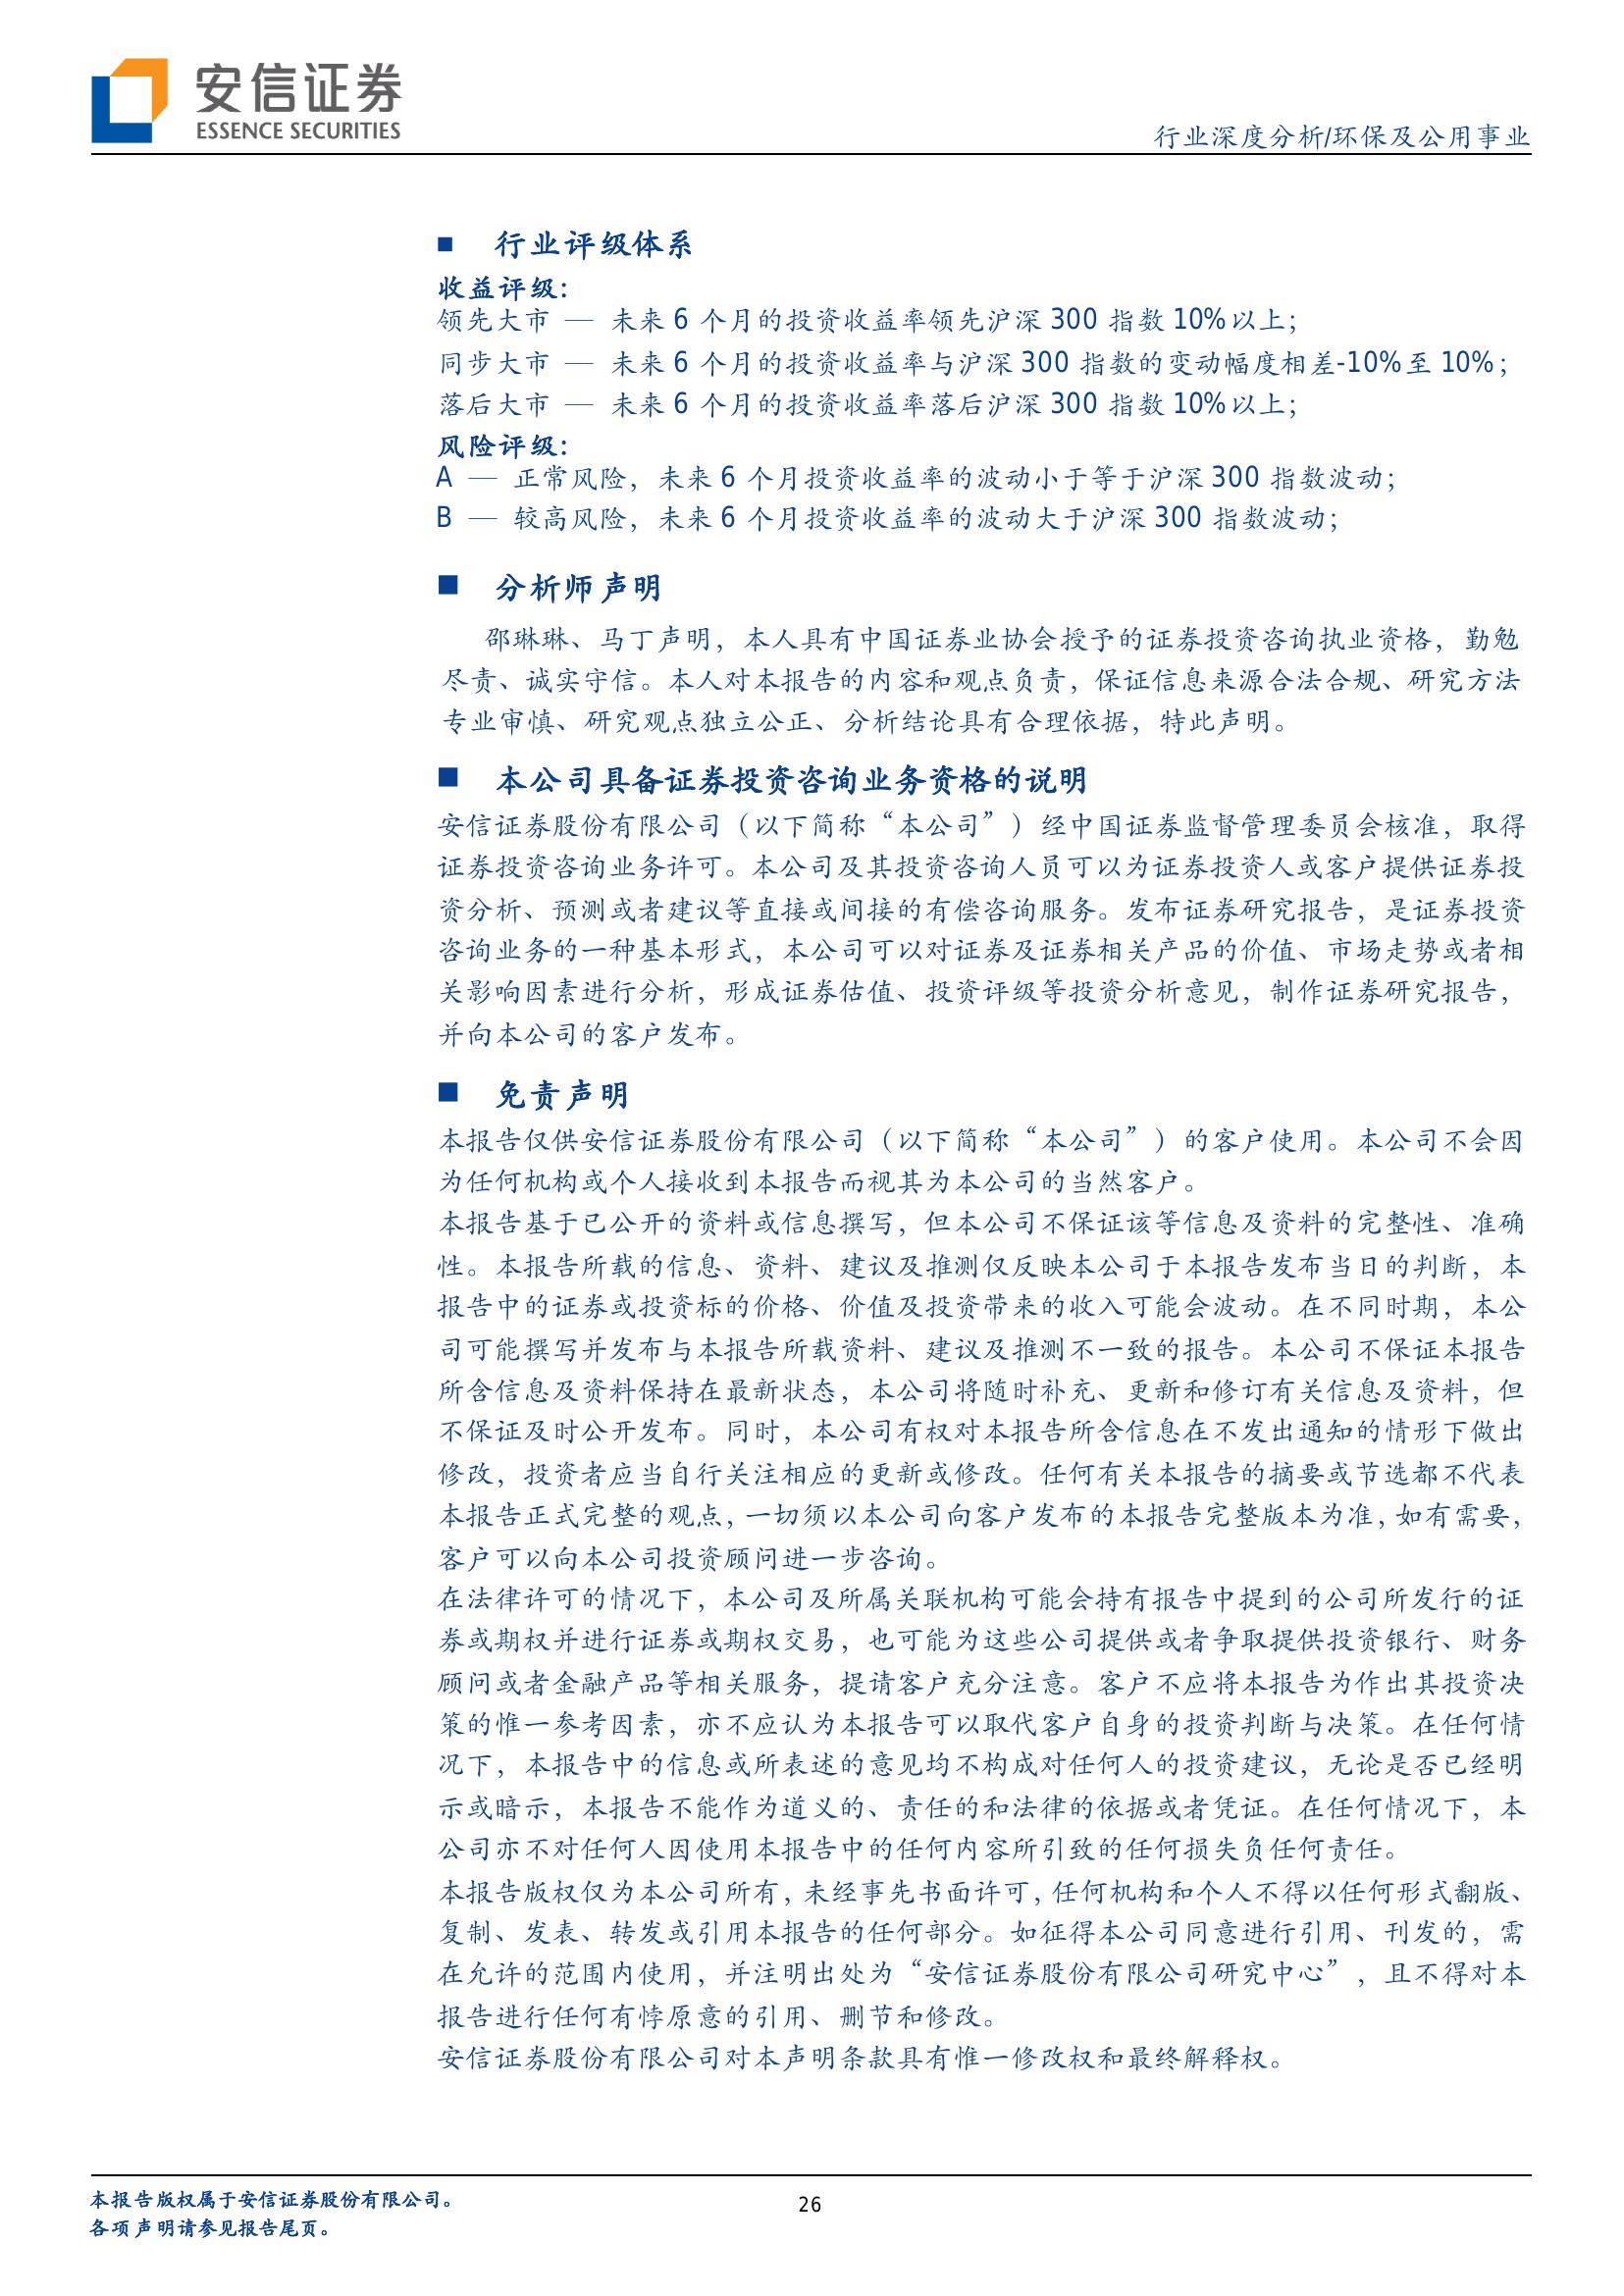 安信证券
ESSENCE SECURITIES
行业深度分析/环保及公用事业
■ 行业评级体系
收益评级：
领先大市 — 未来 6 个月的投资收益率领先沪深 300 指数 10%以上；
同步大市 — 未来 6 个月的投资收益率与沪深 300 指数的变动幅度相差-10%至 10%；
落后大市 — 未来 6 个月的投资收益率落后沪深 300 指数 10%以上；
风险评级：
A — 正常风险，未来 6 个月投资收益率的波动小于等于沪深 300 指数波动；
B — 较高风险，未来 6 个月投资收益率的波动大于沪深 300 指数波动；
■ 分析师声明
邵琳琳、马丁声明，本人具有中国证券业协会授予的证券投资咨询执业资格，勤勉
尽责、诚实守信。本人对本报告的内容和观点负责，保证信息来源合法合规、研究方法
专业审慎、研究观点独立公正、分析结论具有合理依据，特此声明。
■ 本公司具备证券投资咨询业务资格的说明
安信证券股份有限公司（以下简称“本公司”）经中国证券监督管理委员会核准，取得
证券投资咨询业务许可。本公司及其投资咨询人员可以为证券投资人或客户提供证券投
资分析、预测或者建议等直接或间接的有偿咨询服务。发布证券研究报告，是证券投资
咨询业务的一种基本形式，本公司可以对证券及证券相关产品的价值、市场走势或者相
关影响因素进行分析，形成证券估值、投资评级等投资分析意见，制作证券研究报告，
并向本公司的客户发布。
■ 免责声明
本报告仅供安信证券股份有限公司（以下简称“本公司”）的客户使用。本公司不会因
为任何机构或个人接收到本报告而视其为本公司的当然客户。
本报告基于已公开的资料或信息撰写，但本公司不保证该等信息及资料的完整性、准确
性。本报告所载的信息、资料、建议及推测仅反映本公司于本报告发布当日的判断，本
报告中的证券或投资标的价格、价值及投资带来的收入可能会波动。在不同时期，本公
司可能撰写并发布与本报告所载资料、建议及推测不一致的报告。本公司不保证本报告
所含信息及资料保持在最新状态，本公司将随时补充、更新和修订有关信息及资料，但
不保证及时公开发布。同时，本公司有权对本报告所含信息在不发出通知的情形下做出
修改，投资者应当自行关注相应的更新或修改。任何有关本报告的摘要或节选都不代表
本报告正式完整的观点，一切须以本公司向客户发布的本报告完整版本为准，如有需要，
客户可以向本公司投资顾问进一步咨询。
在法律许可的情况下，本公司及所属关联机构可能会持有报告中提到的公司所发行的证
券或期权并进行证券或期权交易，也可能为这些公司提供或者争取提供投资银行、财务
顾问或者金融产品等相关服务，提请客户充分注意。客户不应将本报告为作出其投资决
策的惟一参考因素，亦不应认为本报告可以取代客户自身的投资判断与决策。在任何情
况下，本报告中的信息或所表述的意见均不构成对任何人的投资建议，无论是否已经明
示或暗示，本报告不能作为道义的、责任的和法律的依据或者凭证。在任何情况下，本
公司亦不对任何人因使用本报告中的任何内容所引致的任何损失负任何责任。
本报告版权仅为本公司所有，未经事先书面许可，任何机构和个人不得以任何形式翻版、
复制、发表、转发或引用本报告的任何部分。如征得本公司同意进行引用、刊发的，需
在允许的范围内使用，并注明出处为“安信证券股份有限公司研究中心”，且不得对本
报告进行任何有悖原意的引用、删节和修改。
安信证券股份有限公司对本声明条款具有惟一修改权和最终解释权。
本报告版权属于安信证券股份有限公司。
26
各项声明请参见报告尾页。